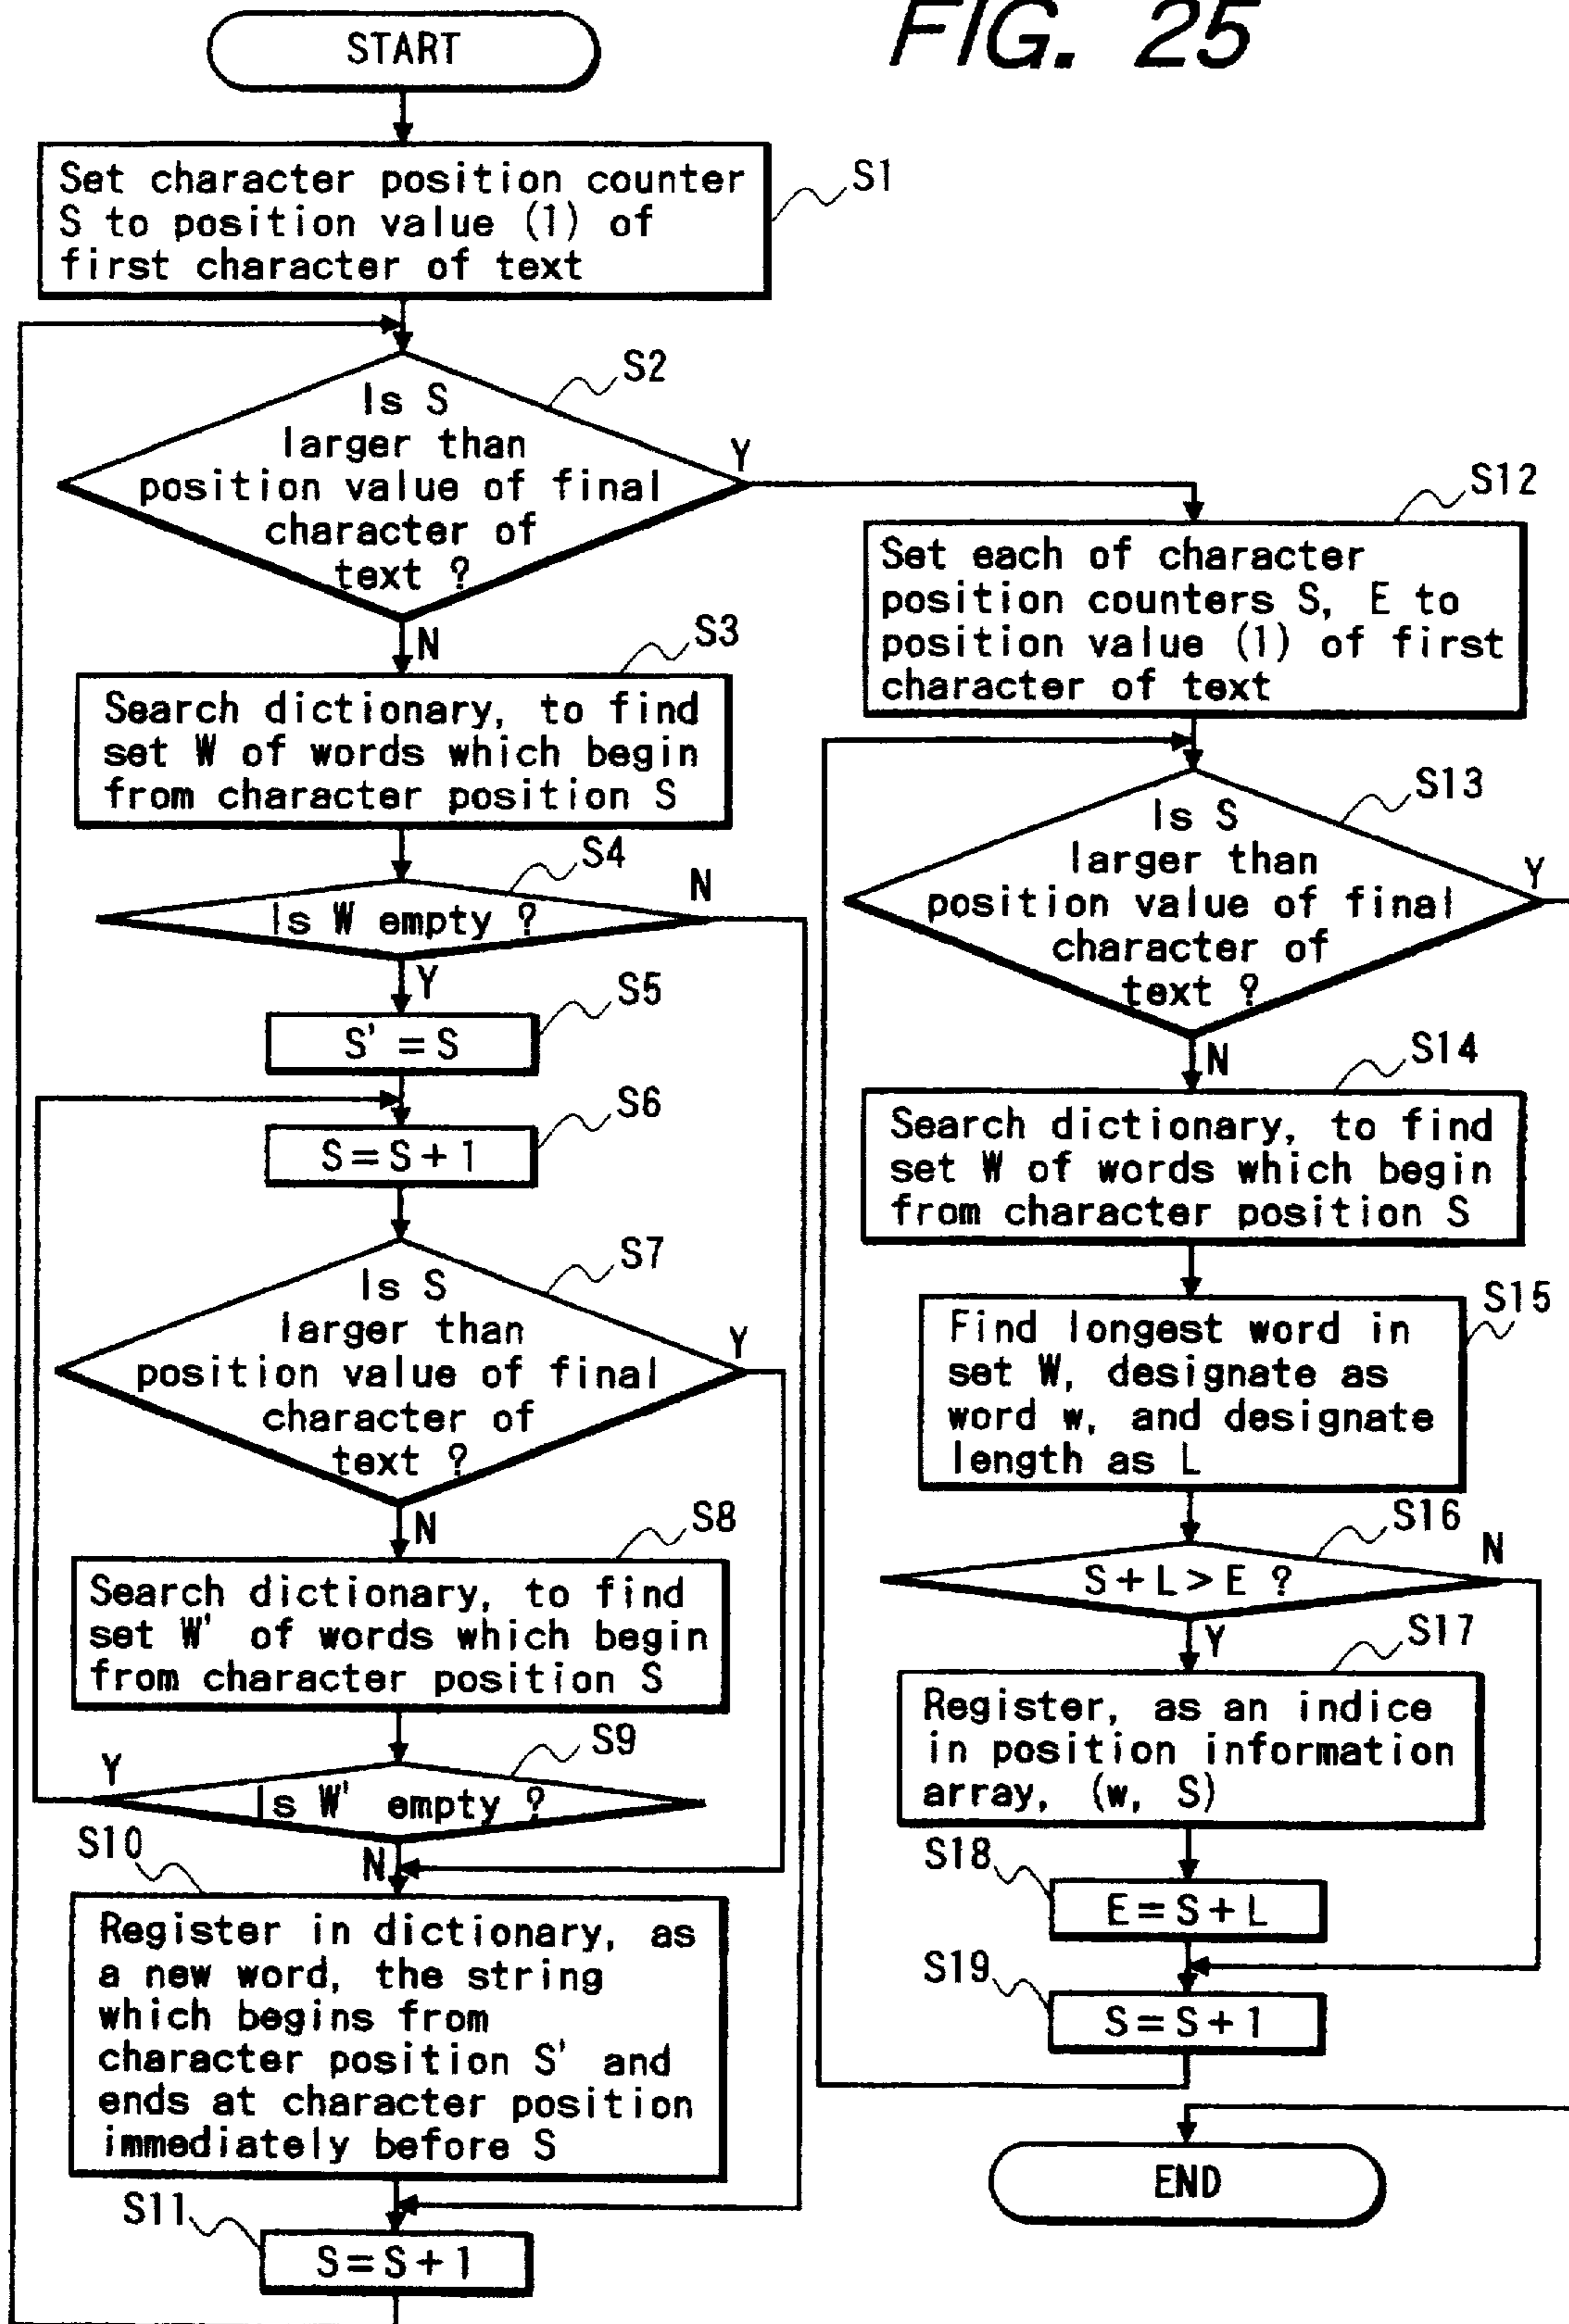 FIG. 25
START
Set character position counter
S to position value (1) of
first character of text
S1
S2
Is S
larger than
position value of final
character of
text ?
Y
N
S3
Search dictionary, to find
set W of words which begin
from character position S
S4
Is W empty ?
N
Y
S5
S' = S
S6
S = S + 1
S7
Is S
larger than
position value of final
character of
text ?
Y
N
S8
Search dictionary, to find
set W' of words which begin
from character position S
S9
Is W' empty ?
Y
N
S10
Register in dictionary, as
a new word, the string
which begins from
character position S' and
ends at character position
immediately before S
S11
S = S + 1
S12
Set each of character
position counters S, E to
position value (1) of first
character of text
S13
Is S
larger than
position value of final
character of
text ?
Y
N
S14
Search dictionary, to find
set W of words which begin
from character position S
S15
Find longest word in
set W, designate as
word w, and designate
length as L
S16
S + L > E ?
N
Y
S17
Register, as an indice
in position information
array, (w, S)
S18
E = S + L
S19
S = S + 1
END